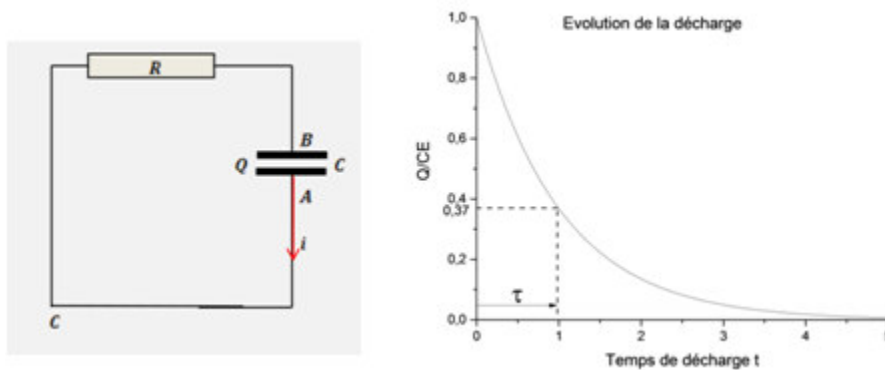 R
B
Q
C
A
i
C
Evolution de la décharge
Q/CE
1,0
0,8
0,6
0,4
0,37
0,2
0,0
τ
0
1
2
3
4
Temps de décharge t